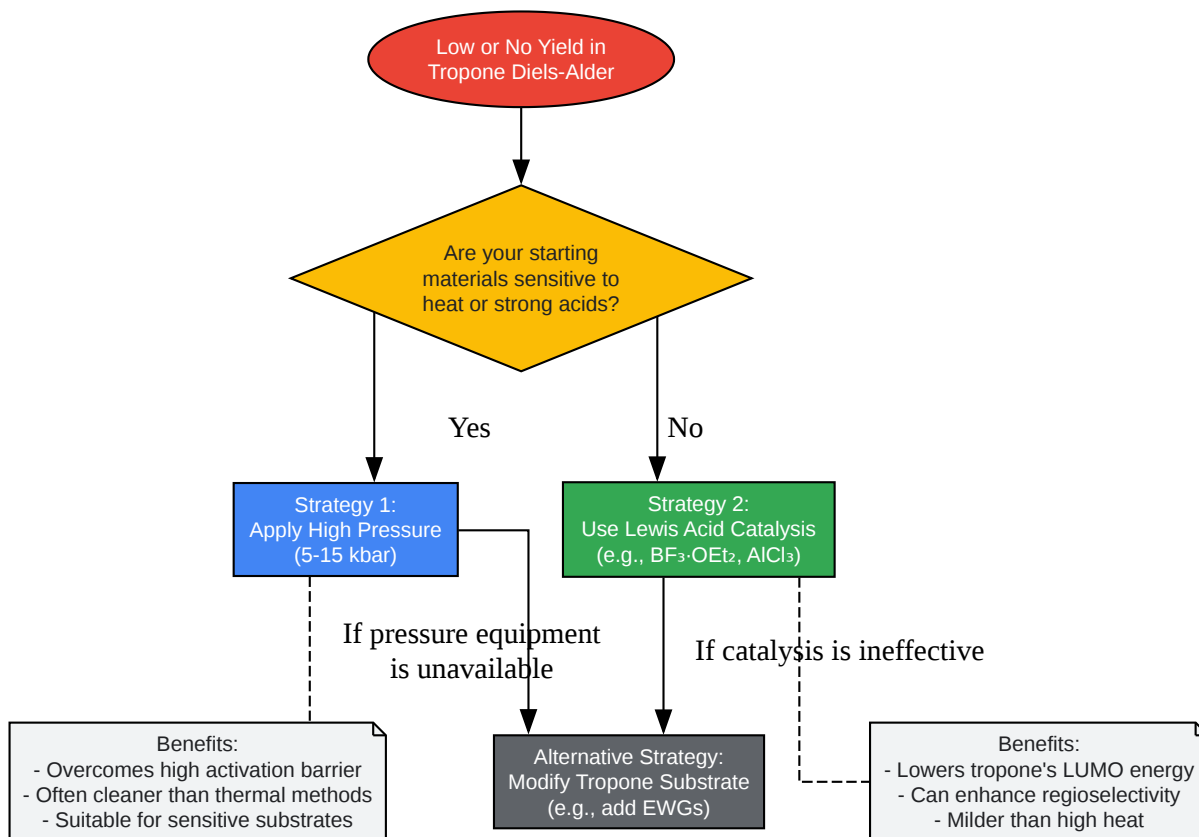 Low or No Yield in
Tropone Diels-Alder
Are your starting
materials sensitive to
heat or strong acids?
Yes
No
Strategy 1:
Apply High Pressure
(5-15 kbar)
Strategy 2:
Use Lewis Acid Catalysis
(e.g., BF₃·OEt₂, AlCl₃)
If pressure equipment
is unavailable
If catalysis is ineffective
Benefits:
- Overcomes high activation barrier
- Often cleaner than thermal methods
- Suitable for sensitive substrates
Alternative Strategy:
Modify Tropone Substrate
(e.g., add EWGs)
Benefits:
- Lowers tropone's LUMO energy
- Can enhance regioselectivity
- Milder than high heat